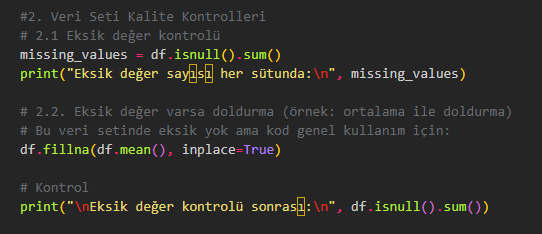 #2. Veri Seti Kalite Kontrolleri
# 2.1 Eksik değer kontrolü
missing_values = df.isnull().sum()
print("Eksik değer sayısı her sütunda:\n", missing_values)
# 2.2. Eksik değer varsa doldurma (örnek: ortalama ile doldurma)
# Bu veri setinde eksik yok ama kod genel kullanım için:
df.fillna(df.mean(), inplace=True)
# Kontrol
print("\nEksik değer kontrolü sonrası:\n", df.isnull().sum())